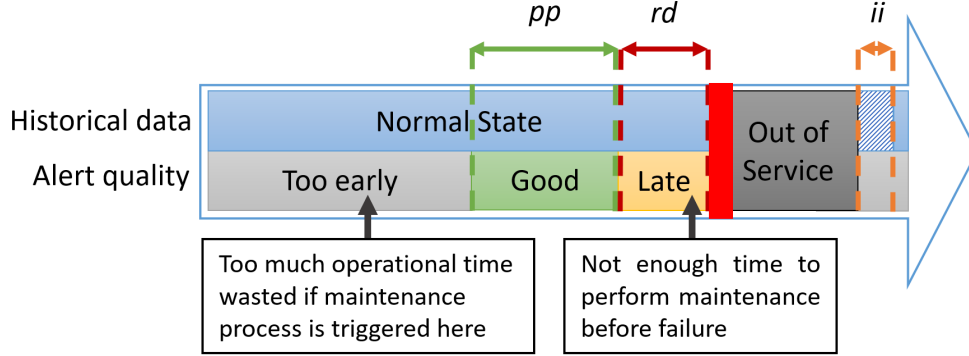 pp
rd
ii
Historical data
Normal State
Out of
Service
Alert quality
Too early
Good
Late
Too much operational time
wasted if maintenance
process is triggered here
Not enough time to
perform maintenance
before failure